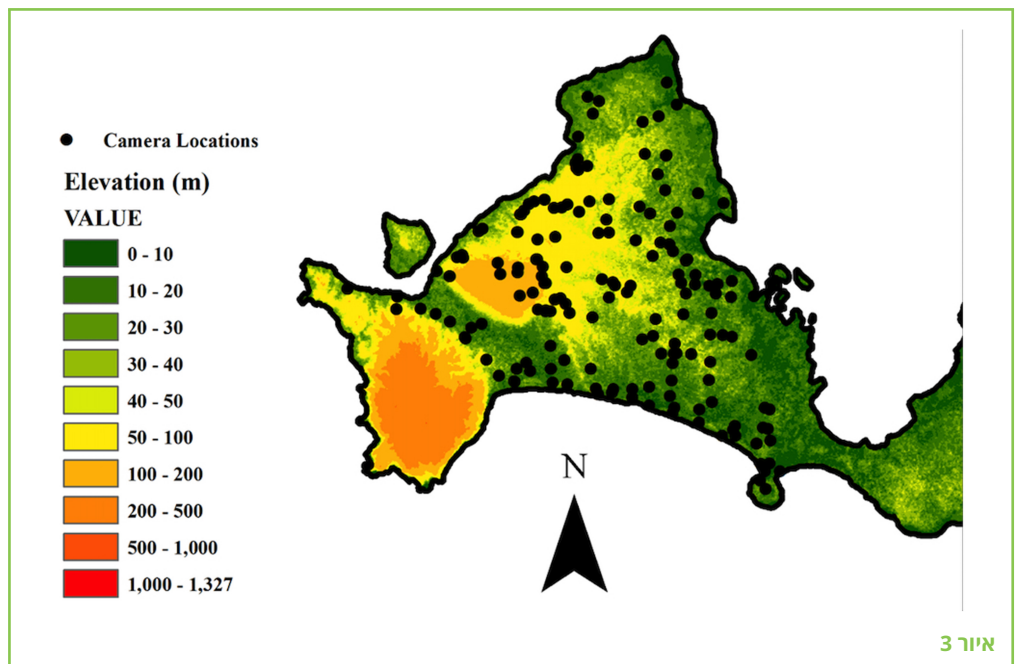 Camera Locations
Elevation (m)
VALUE
0 - 10
10 - 20
20 - 30
30 - 40
40 - 50
50 - 100
100 - 200
200 - 500
500 - 1,000
1,000 - 1,327
N
איור 3